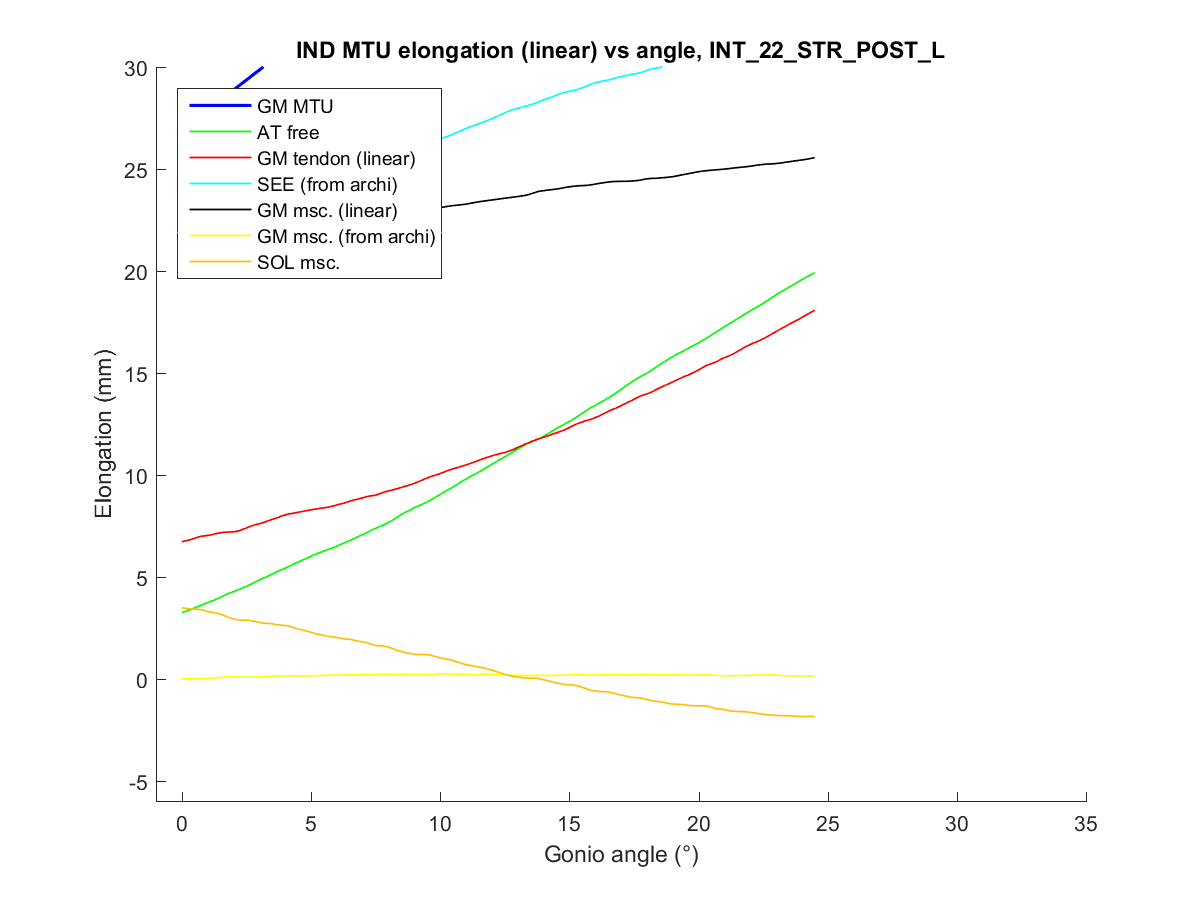 IND MTU elongation (linear) vs angle, INT_22_STR_POST_L
30
25
20
15
10
5
0
-5
Elongation (mm)
GM MTU
AT free
GM tendon (linear)
SEE (from archi)
GM msc. (linear)
GM msc. (from archi)
SOL msc.
0 5 10 15 20 25 30 35
Gonio angle (°)